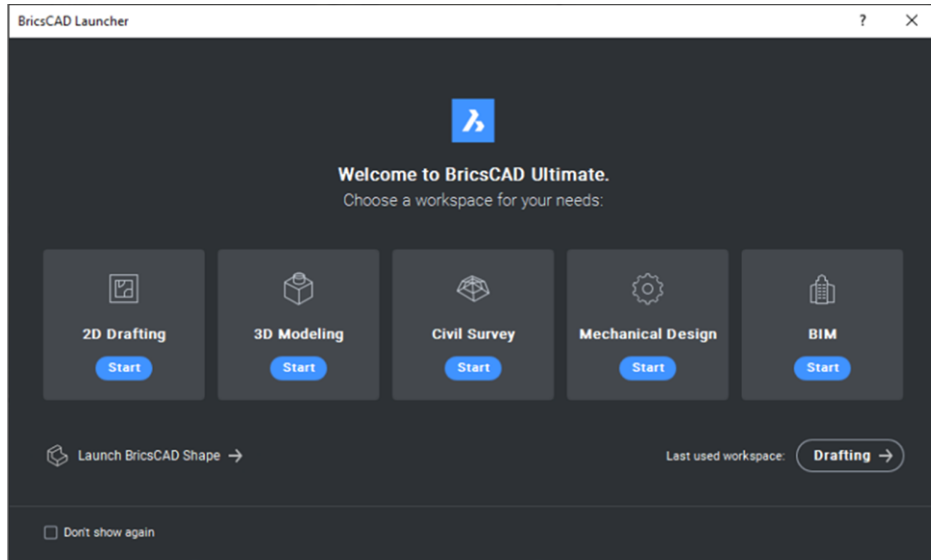 BricsCAD Launcher
?
Welcome to BricsCAD Ultimate.
Choose a workspace for your needs:
2D Drafting
3D Modeling
Civil Survey
Mechanical Design
BIM
Start
Start
Start
Start
Start
Launch BricsCAD Shape →
Last used workspace:
Drafting →
Don't show again